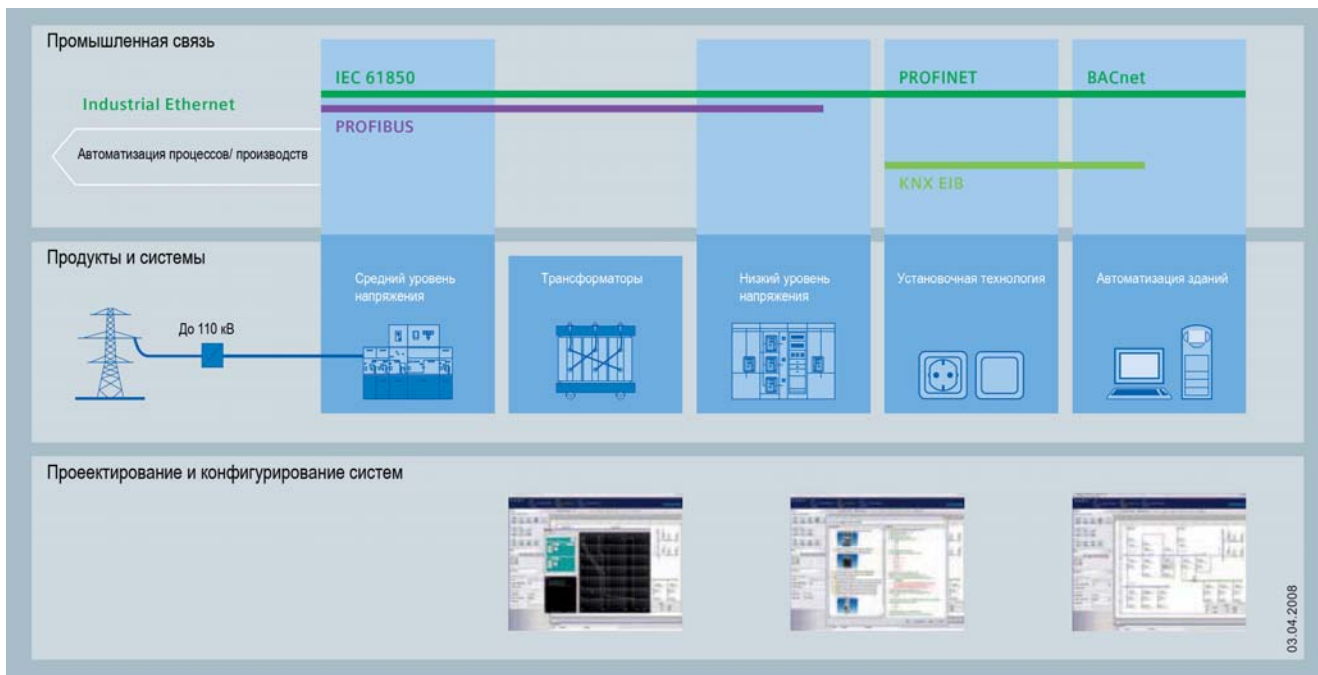 Промышленная связь
IEC 61850
PROFINET
BACnet
Industrial Ethernet
PROFIBUS
Автоматизация процессов/ производств
KNX EIB
Продукты и системы
Средний уровень
напряжения
Трансформаторы
Низкий уровень
напряжения
Установочная технология
Автоматизация зданий
До 110 кВ
Проеектирование и конфигурирование систем
03.04.2008